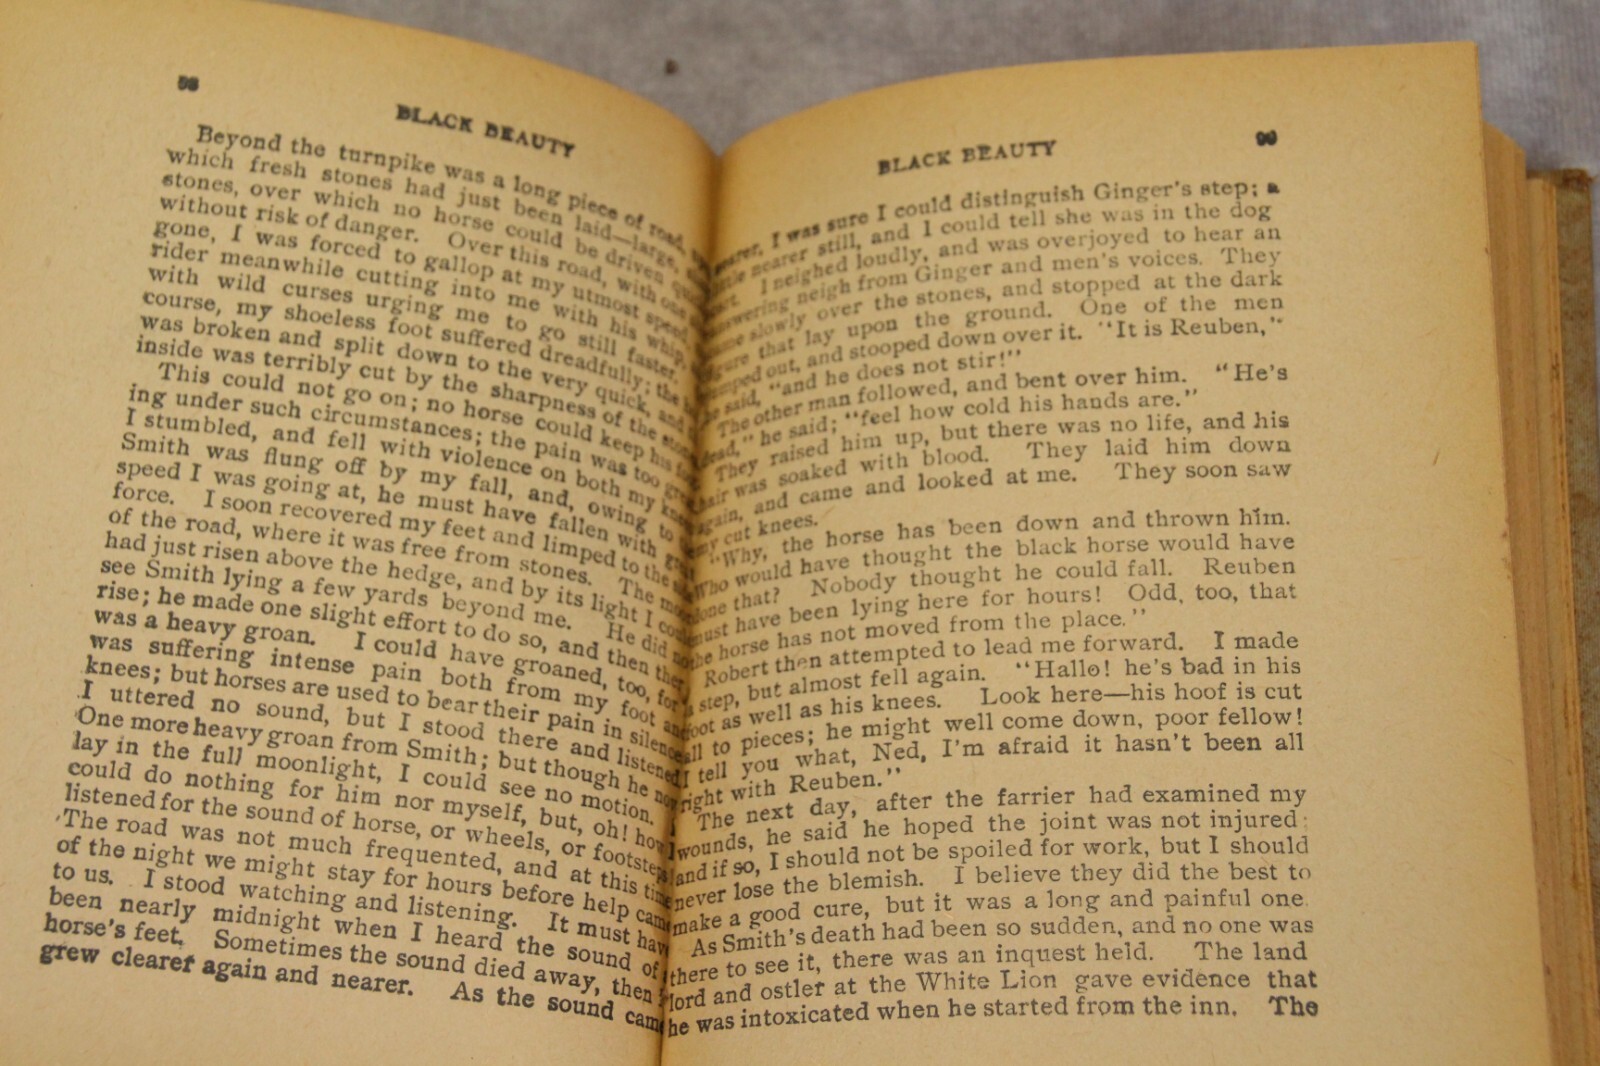 98
BLACK BEAUTY
Beyond the turnpike was a long piece of road,
which fresh stones had just been laid—large,
stones, over which no horse could be driven
without risk of danger. Over this road, with one
gone, I was forced to gallop at my utmost speed,
rider meanwhile cutting into me with his whip,
with wild curses urging me to go still faster.
course, my shoeless foot suffered dreadfully; the
was broken and split down to the very quick, and
inside was terribly cut by the sharpness of the
This could not go on; no horse could keep his
ing under such circumstances; the pain was too
I stumbled, and fell with violence on both my
Smith was flung off by my fall, and, owing to
speed I was going at, he must have fallen with
force. I soon recovered my feet and limped to the
of the road, where it was free from stones. The
had just risen above the hedge, and by its light I
see Smith lying a few yards beyond me. He did
rise; he made one slight effort to do so, and then
was a heavy groan. I could have groaned, too, for
was suffering intense pain both from my foot
knees; but horses are used to bear their pain in silence
I uttered no sound, but I stood there and listened
One more heavy groan from Smith; but though he
lay in the full moonlight, I could see no motion.
could do nothing for him nor myself, but, oh! how
listened for the sound of horse, or wheels, or
The road was not much frequented, and at this
of the night we might stay for hours before help came
to us. I stood watching and listening. It must
been nearly midnight when I heard the sound of
horse's feet. Sometimes the sound died away, then
grew clearer again and nearer. As the sound came
BLACK BEAUTY
99
nearer, I was sure I could distinguish Ginger's step; a
nearer still, and I could tell she was in the dog
I neighed loudly, and was overjoyed to hear an
answering neigh from Ginger and men's voices. They
slowly over the stones, and stopped at the dark
that lay upon the ground. One of the men
out, and stooped down over it. "It is Reuben,"
he said, "and he does not stir!"
The other man followed, and bent over him. "He's
dead," he said; "feel how cold his hands are."
They raised him up, but there was no life, and his
hair was soaked with blood. They laid him down
again, and came and looked at me. They soon saw
my cut knees.
"Why, the horse has been down and thrown him.
Who would have thought the black horse would have
done that? Nobody thought he could fall. Reuben
must have been lying here for hours! Odd, too, that
the horse has not moved from the place."
Robert then attempted to lead me forward. I made
a step, but almost fell again. "Hallo! he's bad in his
foot as well as his knees. Look here—his hoof is cut
all to pieces; he might well come down, poor fellow!
I tell you what, Ned, I'm afraid it hasn't been all
right with Reuben."
The next day, after the farrier had examined my
wounds, he said he hoped the joint was not injured;
and if so, I should not be spoiled for work, but I should
never lose the blemish. I believe they did the best to
make a good cure, but it was a long and painful one
As Smith's death had been so sudden, and no one was
there to see it, there was an inquest held. The land
lord and ostler at the White Lion gave evidence that
he was intoxicated when he started from the inn. The